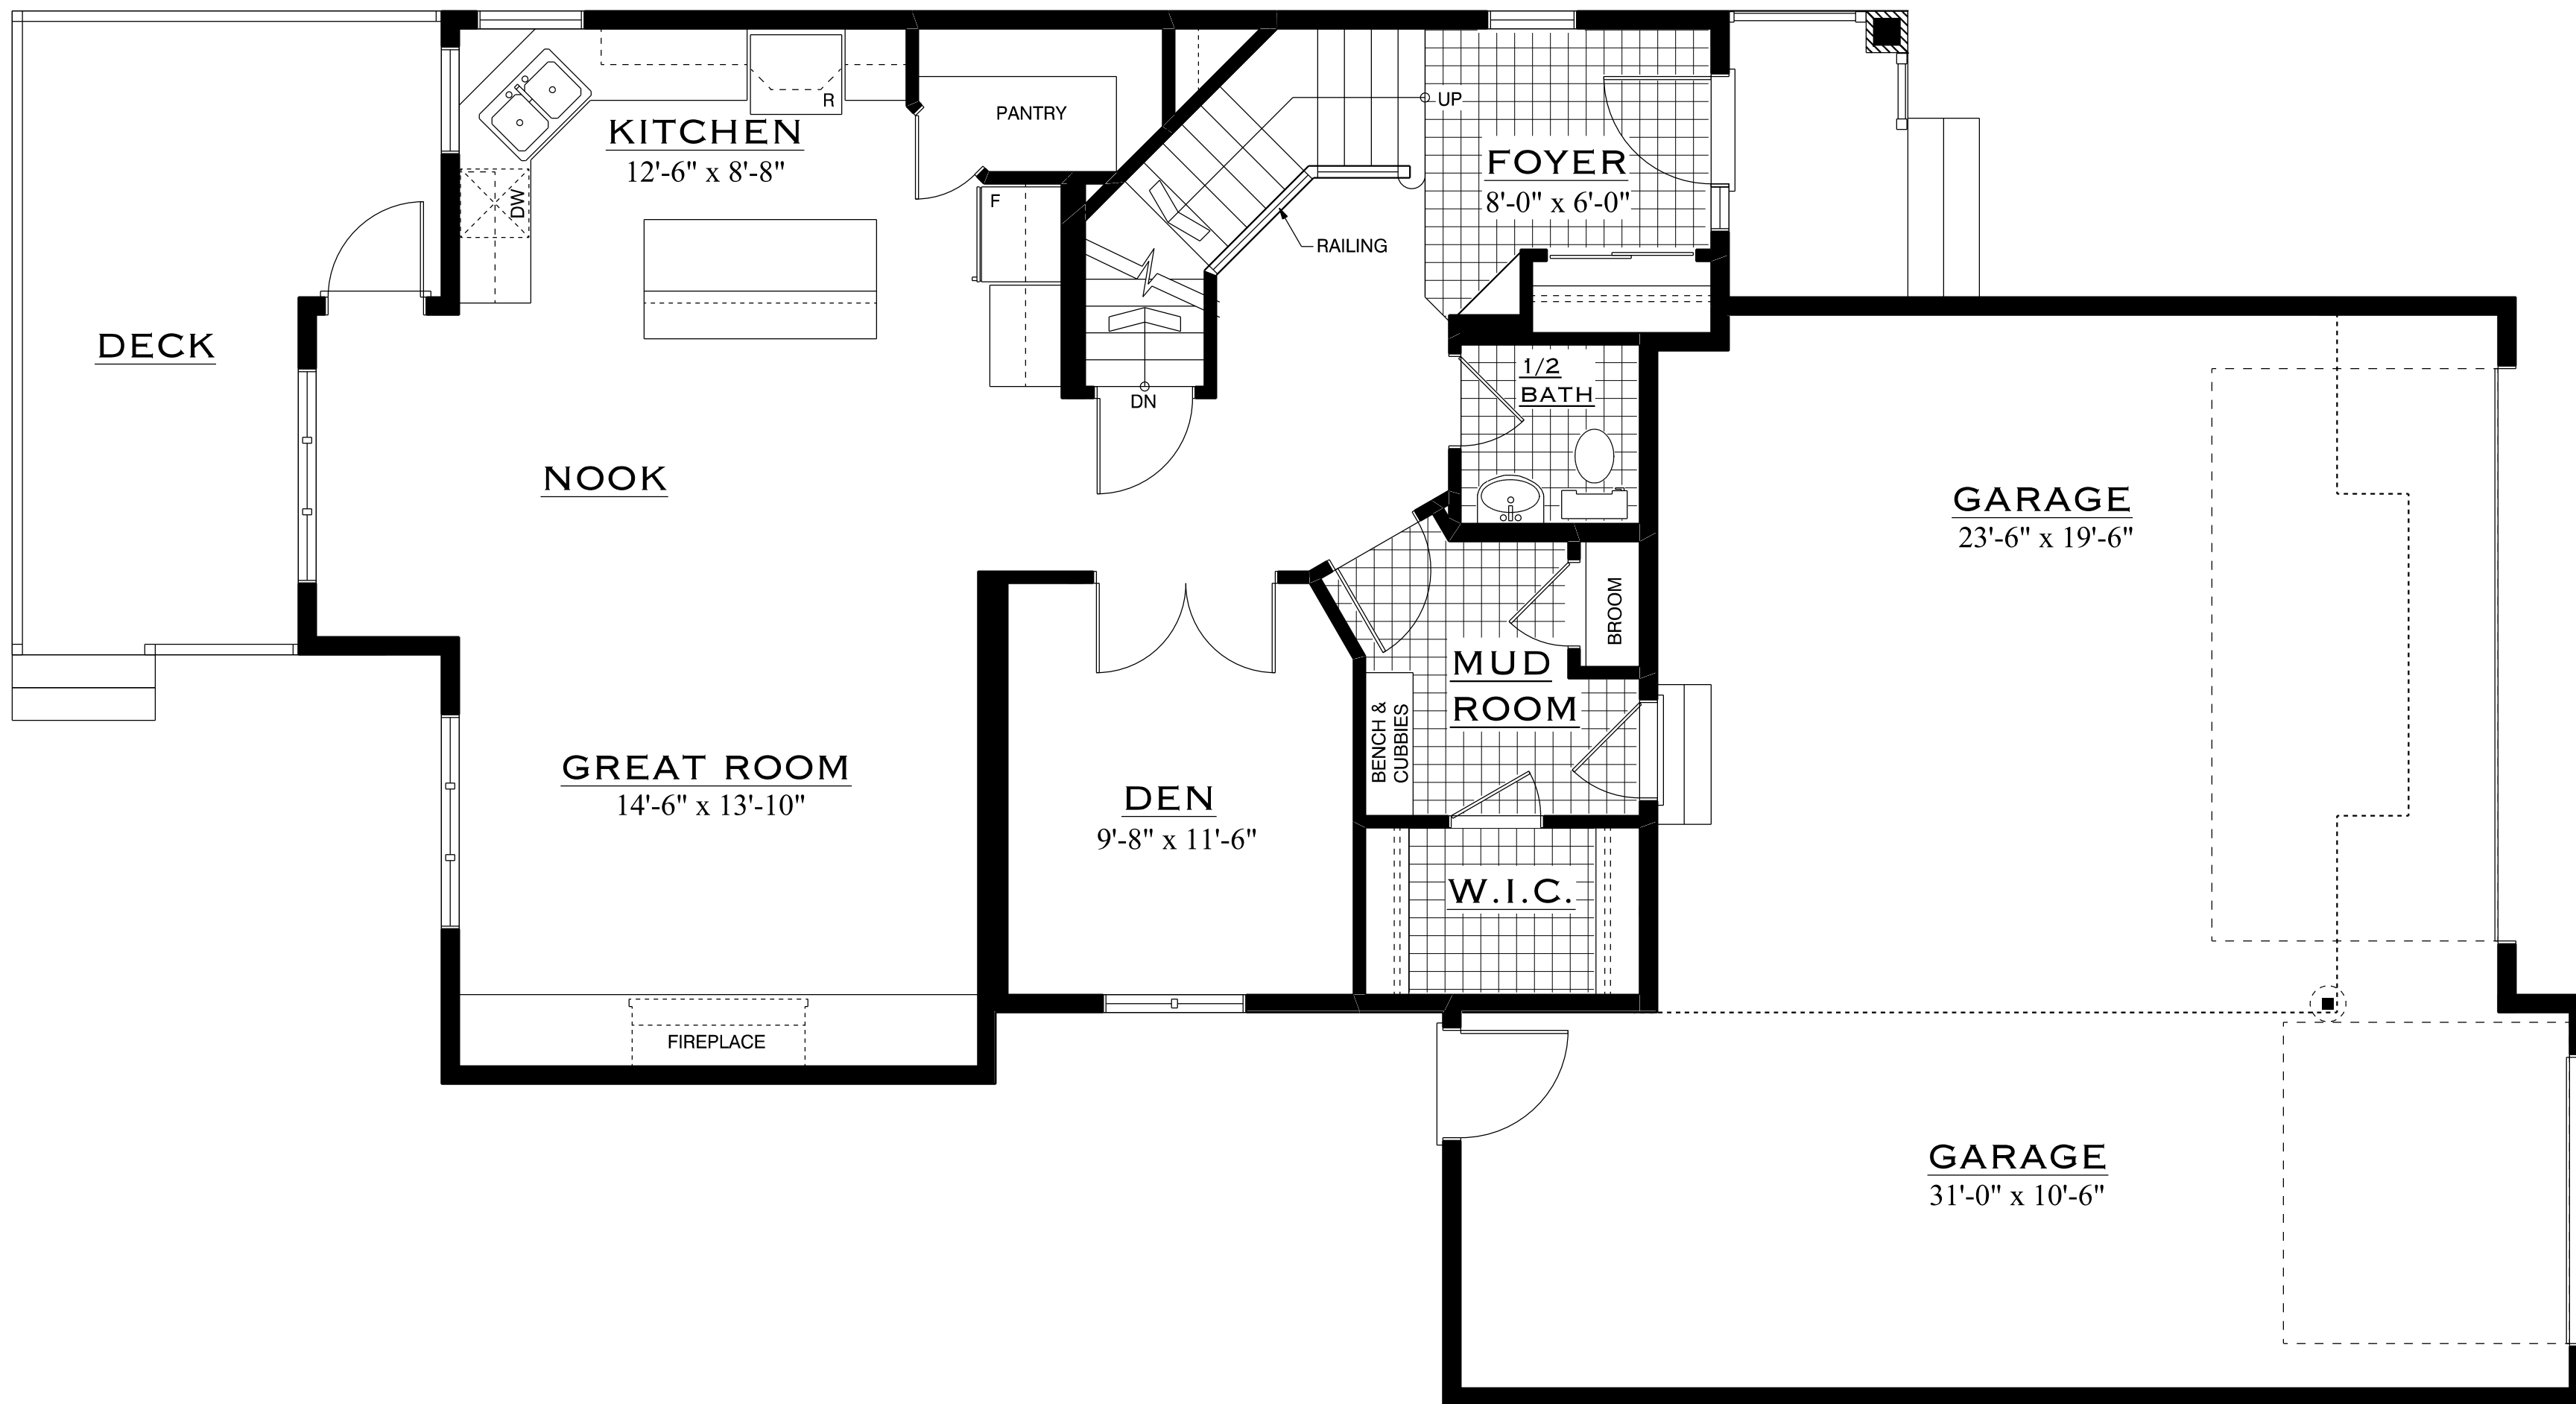 KITCHEN
12'-6" x 8'-8"
R
DW
PANTRY
F
UP
RAILING
FOYER
8'-0" x 6'-0"
DECK
NOOK
DN
1/2
BATH
GARAGE
23'-6" x 19'-6"
BROOM
MUD
ROOM
BENCH &
CUBBIES
GREAT ROOM
14'-6" x 13'-10"
DEN
9'-8" x 11'-6"
W.I.C.
FIREPLACE
GARAGE
31'-0" x 10'-6"